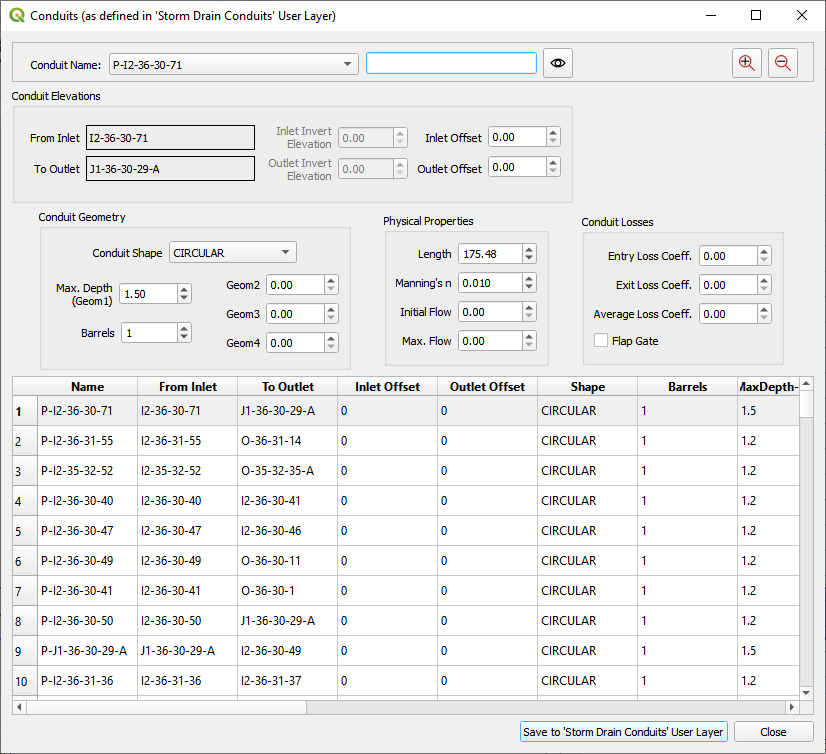 Conduits (as defined in 'Storm Drain Conduits' User Layer)
Conduit Name: P-I2-36-30-71
Conduit Elevations
From Inlet I2-36-30-71 Inlet Invert Elevation 0.00 Inlet Offset 0.00
To Outlet J1-36-30-29-A Outlet Invert Elevation 0.00 Outlet Offset 0.00
Conduit Geometry
Conduit Shape CIRCULAR
Max. Depth (Geom1) 1.50
Barrels 1
Geom2 0.00
Geom3 0.00
Geom4 0.00
Physical Properties
Length 175.48
Manning's n 0.010
Initial Flow 0.00
Max. Flow 0.00
Conduit Losses
Entry Loss Coeff. 0.00
Exit Loss Coeff. 0.00
Average Loss Coeff. 0.00
Flap Gate
Name From Inlet To Outlet Inlet Offset Outlet Offset Shape Barrels MaxDepth-
1 P-I2-36-30-71 I2-36-30-71 J1-36-30-29-A 0 0 CIRCULAR 1 1.5
2 P-I2-36-31-55 I2-36-31-55 O-36-31-14 0 0 CIRCULAR 1 1.2
3 P-I2-35-32-52 I2-35-32-52 O-35-32-35-A 0 0 CIRCULAR 1 1.2
4 P-I2-36-30-40 I2-36-30-40 I2-36-30-41 0 0 CIRCULAR 1 1.2
5 P-I2-36-30-47 I2-36-30-47 I2-36-30-46 0 0 CIRCULAR 1 1.2
6 P-I2-36-30-49 I2-36-30-49 O-36-30-11 0 0 CIRCULAR 1 1.2
7 P-I2-36-30-41 I2-36-30-41 O-36-30-1 0 0 CIRCULAR 1 1.2
8 P-I2-36-30-50 I2-36-30-50 J1-36-30-29-A 0 0 CIRCULAR 1 1.2
9 P-J1-36-30-29-A J1-36-30-29-A I2-36-30-49 0 0 CIRCULAR 1 1.5
10 P-I2-36-31-36 I2-36-31-36 I2-36-31-37 0 0 CIRCULAR 1 1.2
Save to 'Storm Drain Conduits' User Layer Close